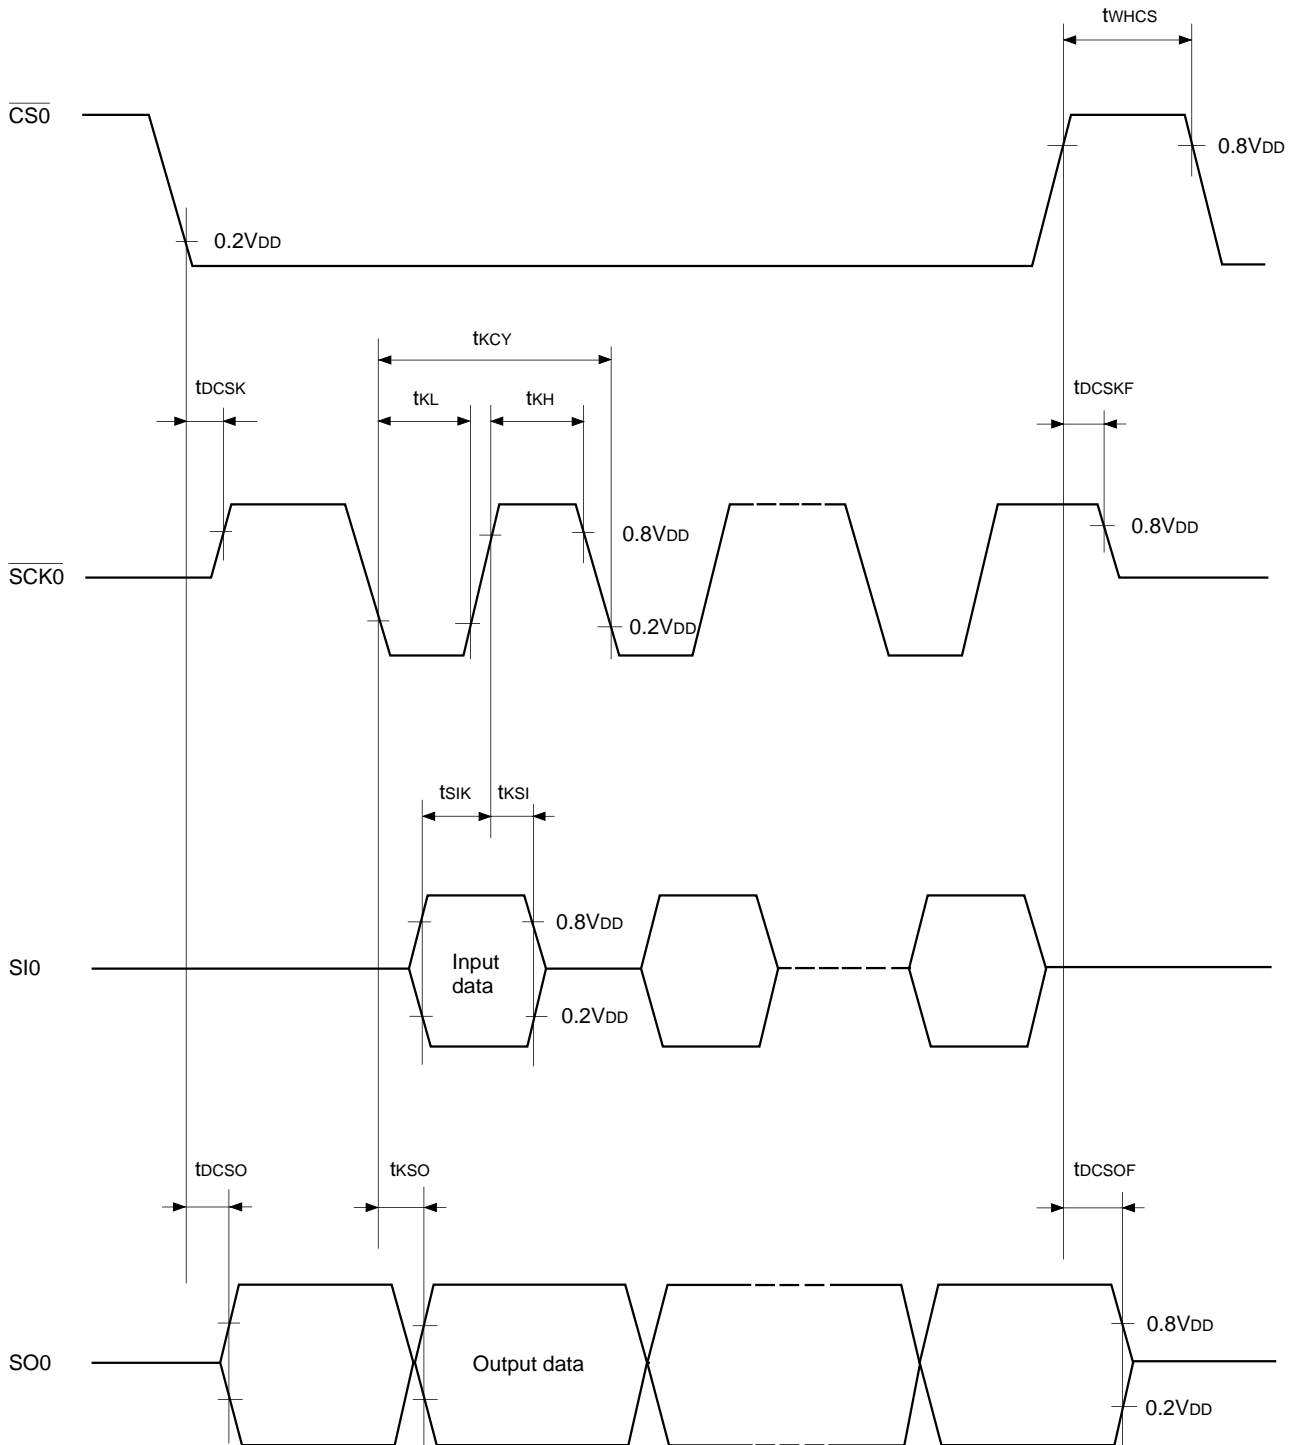 tWHCS
CS0
0.8VDD
0.2VDD
tKCY
tDCSK
tKL
tKH
tDCSKF
0.8VDD
0.8VDD
SCK0
0.2VDD
tSIK
tKSI
0.8VDD
SI0
Input
data
0.2VDD
tDCSO
tKSO
tDCSOF
0.8VDD
SO0
Output data
0.2VDD